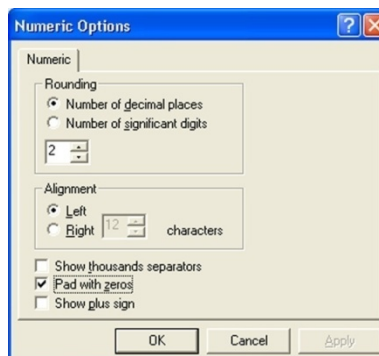 Numeric Options
Numeric
Rounding
Number of decimal places
Number of significant digits
2
Alignment
Left
Right 12 characters
Show thousands separators
Pad with zeros
Show plus sign
OK Cancel Apply